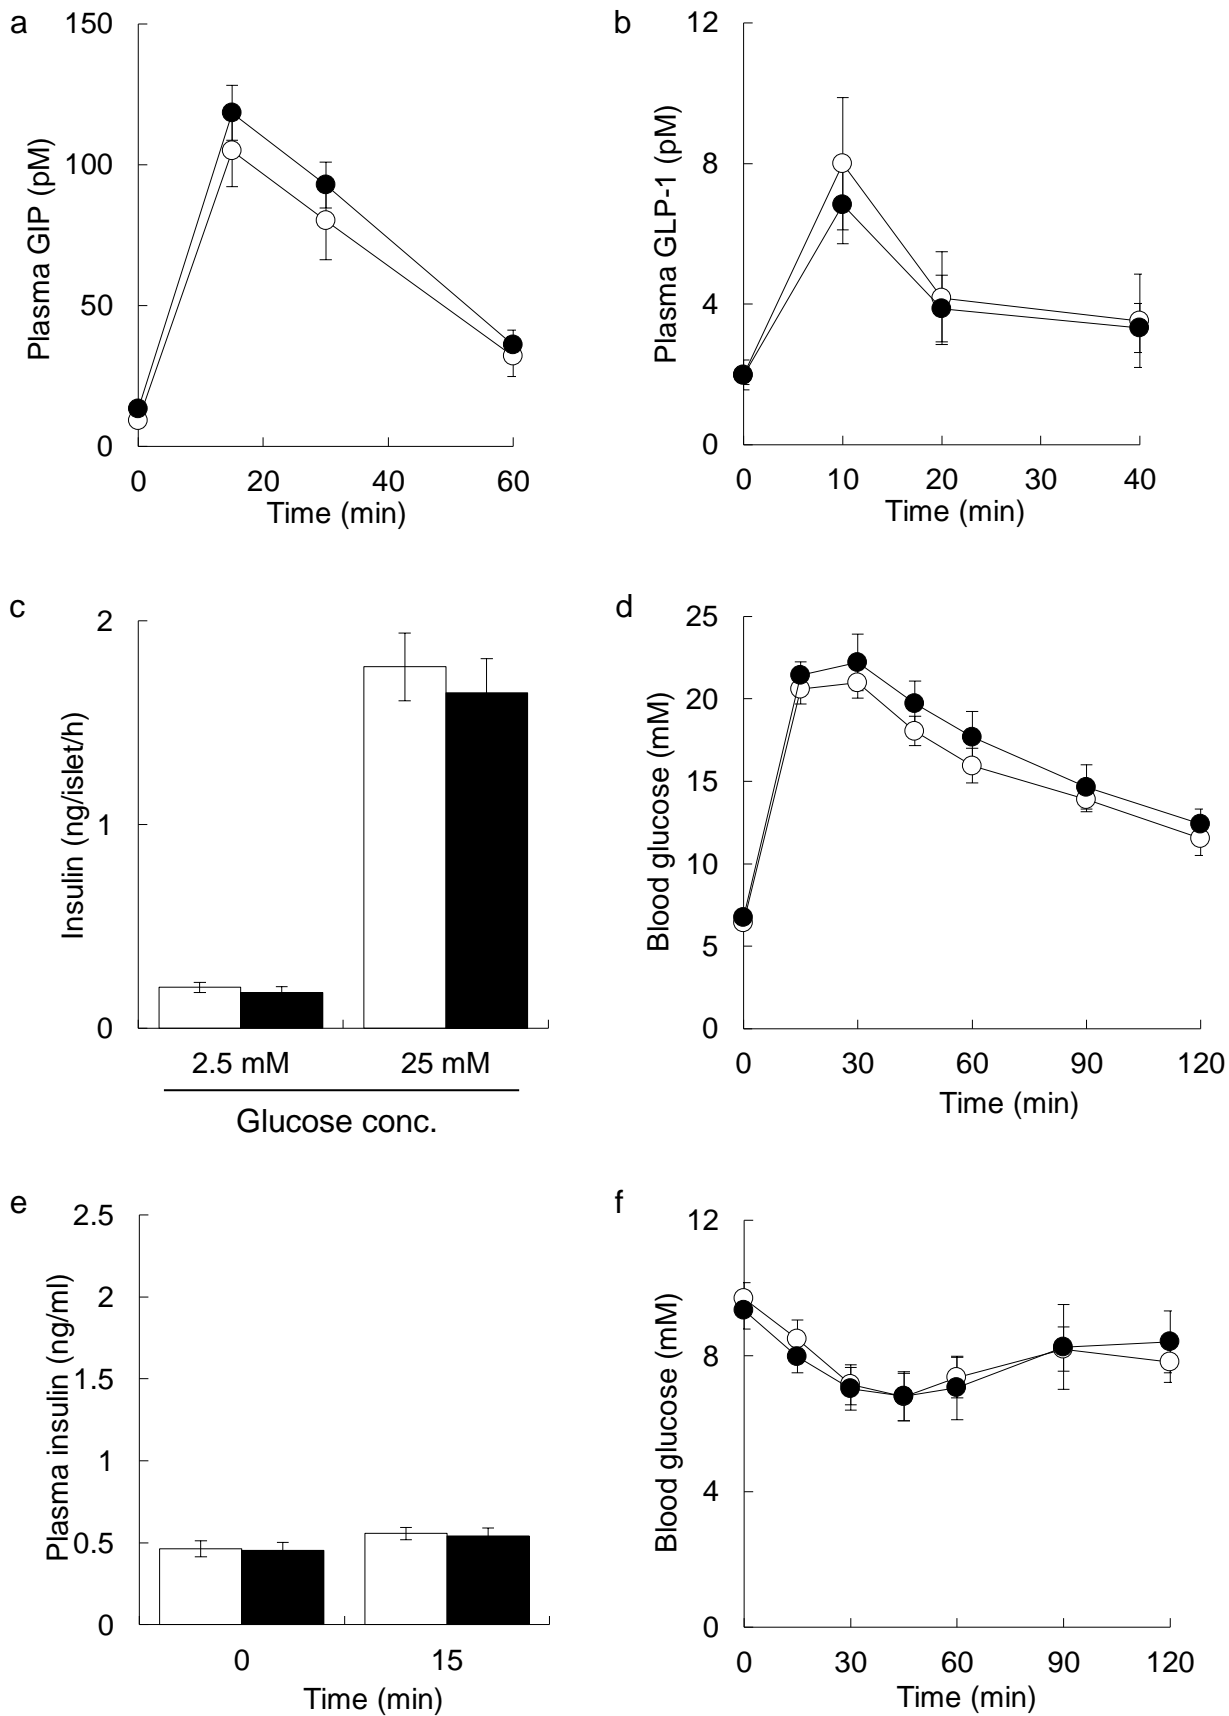 a
150
100
50
0
Plasma GIP (pM)
0 20 40 60
Time (min)
b
12
8
4
0
Plasma GLP-1 (pM)
0 10 20 30 40
Time (min)
c
2
1
0
Insulin (ng/islet/h)
2.5 mM 25 mM
Glucose conc.
d
25
20
15
10
5
0
Blood glucose (mM)
0 30 60 90 120
Time (min)
e
2.5
2
1.5
1
0.5
0
Plasma insulin (ng/ml)
0 15
Time (min)
f
12
8
4
0
Blood glucose (mM)
0 30 60 90 120
Time (min)